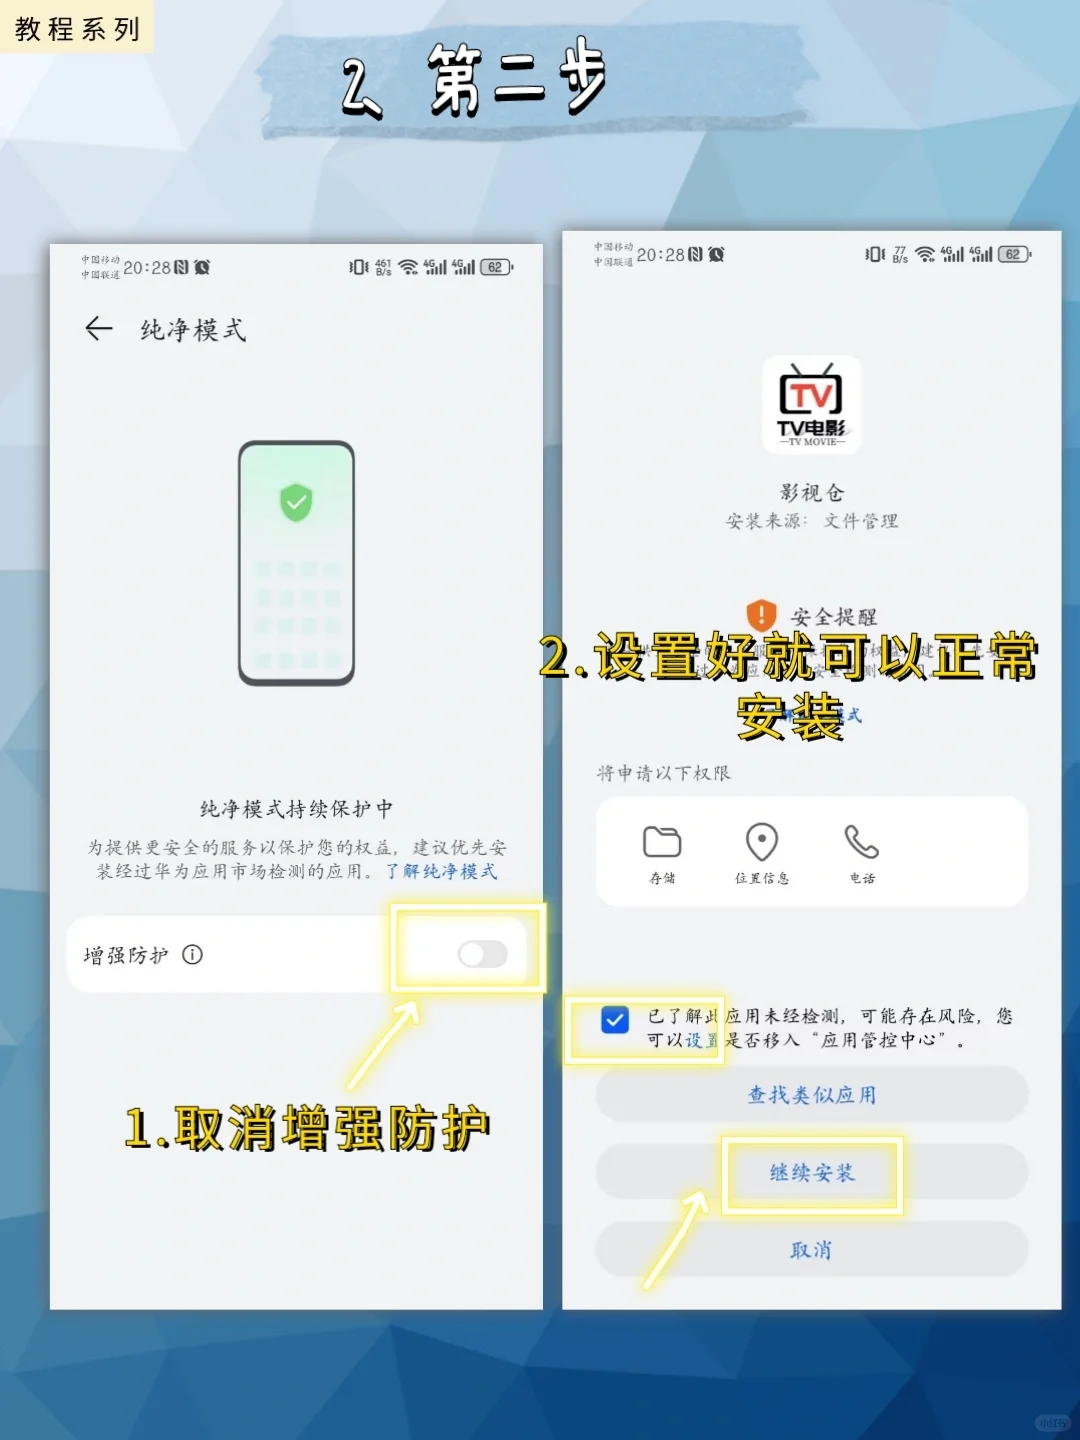 教程系列
2、第二步
中国移动
中国联通
20:28
461
B/s
4G
4G
62
纯净模式
纯净模式持续保护中
为提供更安全的服务以保护您的权益，建议优先安
装经过华为应用市场检测的应用。了解纯净模式
增强防护
1.取消增强防护
中国移动
中国联通
20:28
77
B/s
4G
4G
62
TV
TV电影
—TV MOVIE—
影视仓
安装来源：文件管理
安全提醒
2.设置好就可以正常
安装
将申请以下权限
存储
位置信息
电话
已了解此应用未经检测，可能存在风险，您
可以设置是否移入“应用管控中心”。
查找类似应用
继续安装
取消
小红书